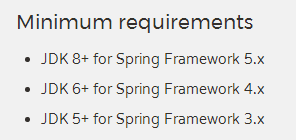 Minimum requirements
• JDK 8+ for Spring Framework 5.x
• JDK 6+ for Spring Framework 4.x
• JDK 5+ for Spring Framework 3.x